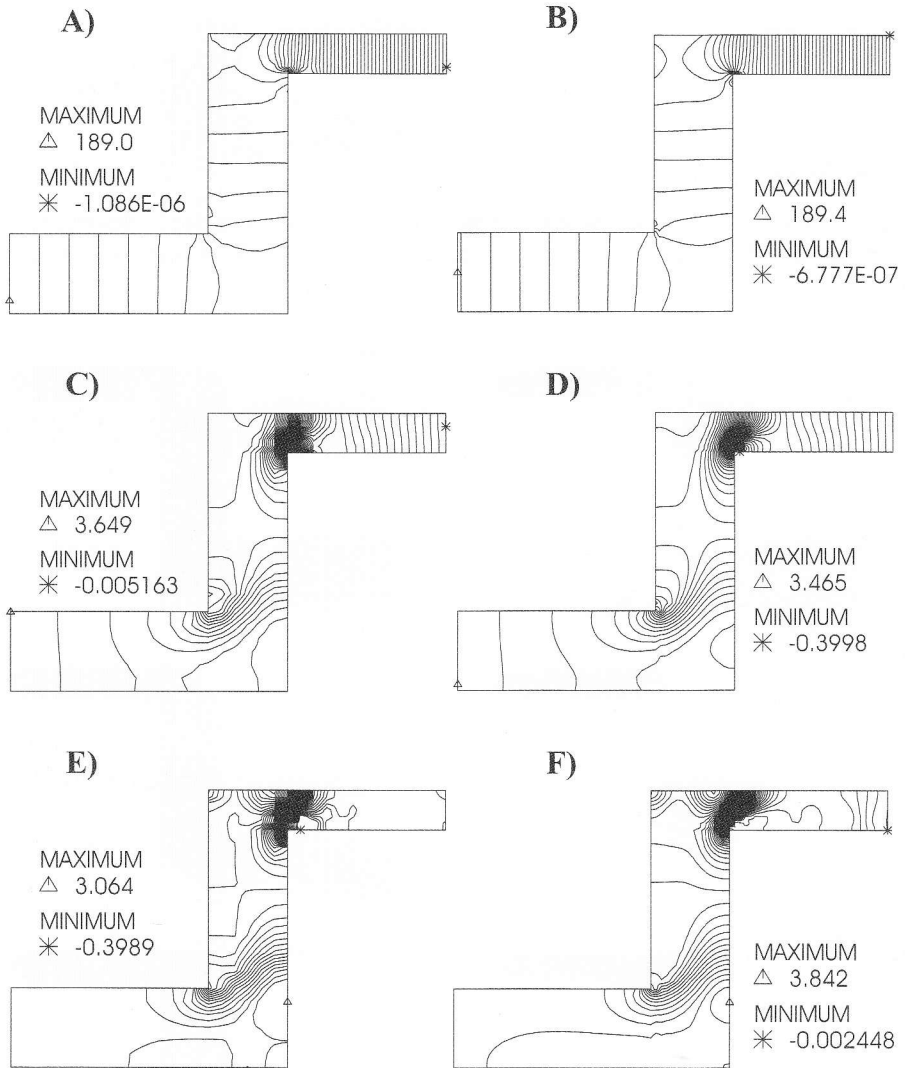 A)
MAXIMUM
△ 189.0
MINIMUM
✳ -1.086E-06
B)
MAXIMUM
△ 189.4
MINIMUM
✳ -6.777E-07
C)
MAXIMUM
△ 3.649
MINIMUM
✳ -0.005163
D)
MAXIMUM
△ 3.465
MINIMUM
✳ -0.3998
E)
MAXIMUM
△ 3.064
MINIMUM
✳ -0.3989
F)
MAXIMUM
△ 3.842
MINIMUM
✳ -0.002448